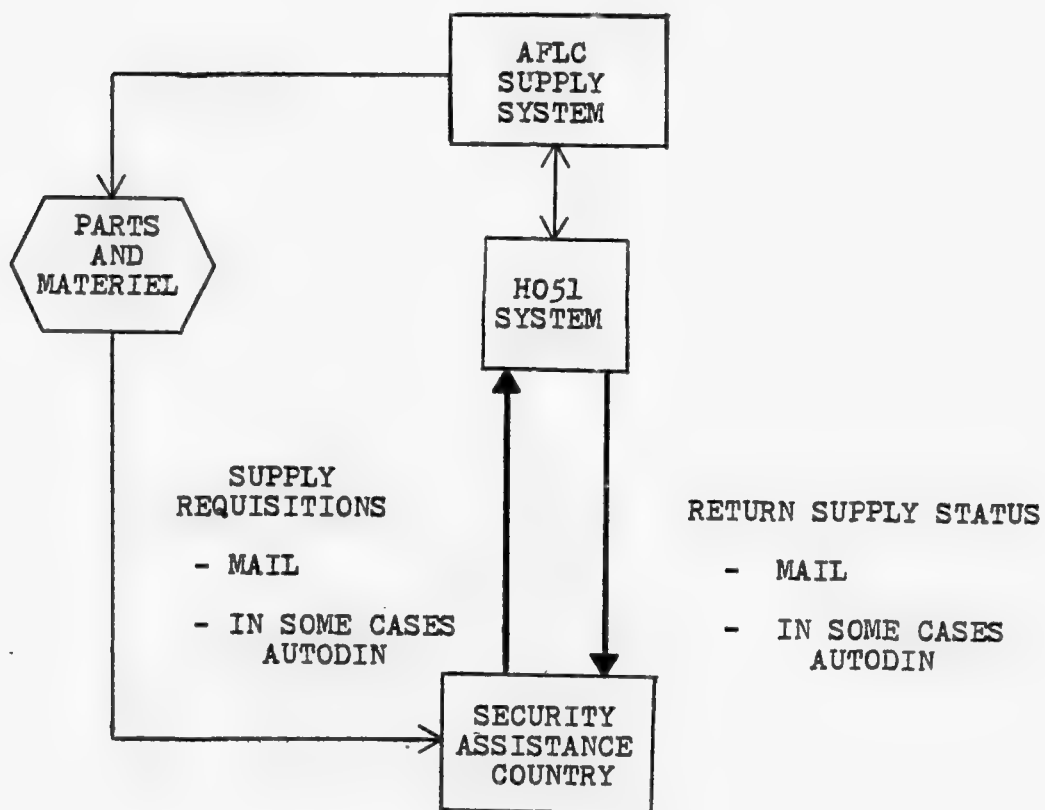 AFLC
SUPPLY
SYSTEM
PARTS
AND
MATERIEL
HO51
SYSTEM
SUPPLY
REQUISITIONS
- MAIL
- IN SOME CASES
AUTODIN
RETURN SUPPLY STATUS
- MAIL
- IN SOME CASES
AUTODIN
SECURITY
ASSISTANCE
COUNTRY